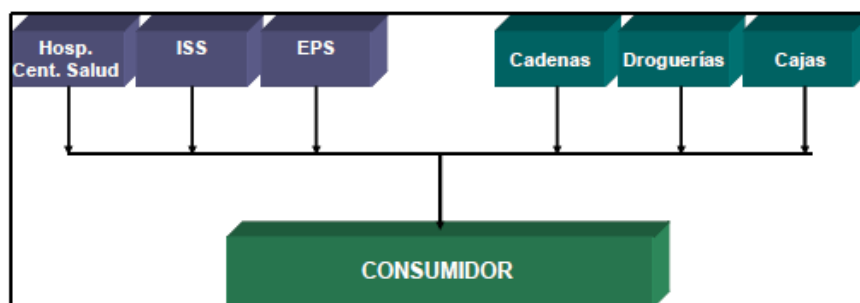 Hosp.
Cent. Salud
ISS
EPS
Cadenas
Droguerías
Cajas
CONSUMIDOR